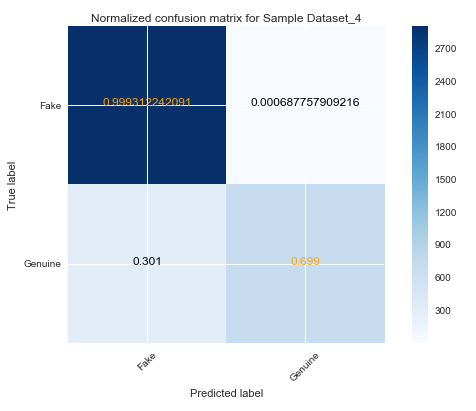 Normalized confusion matrix for Sample Dataset_4
Fake
0.999312242091
0.000687757909216
Genuine
0.301
0.699
True label
Fake
Genuine
Predicted label
2700
2400
2100
1800
1500
1200
900
600
300